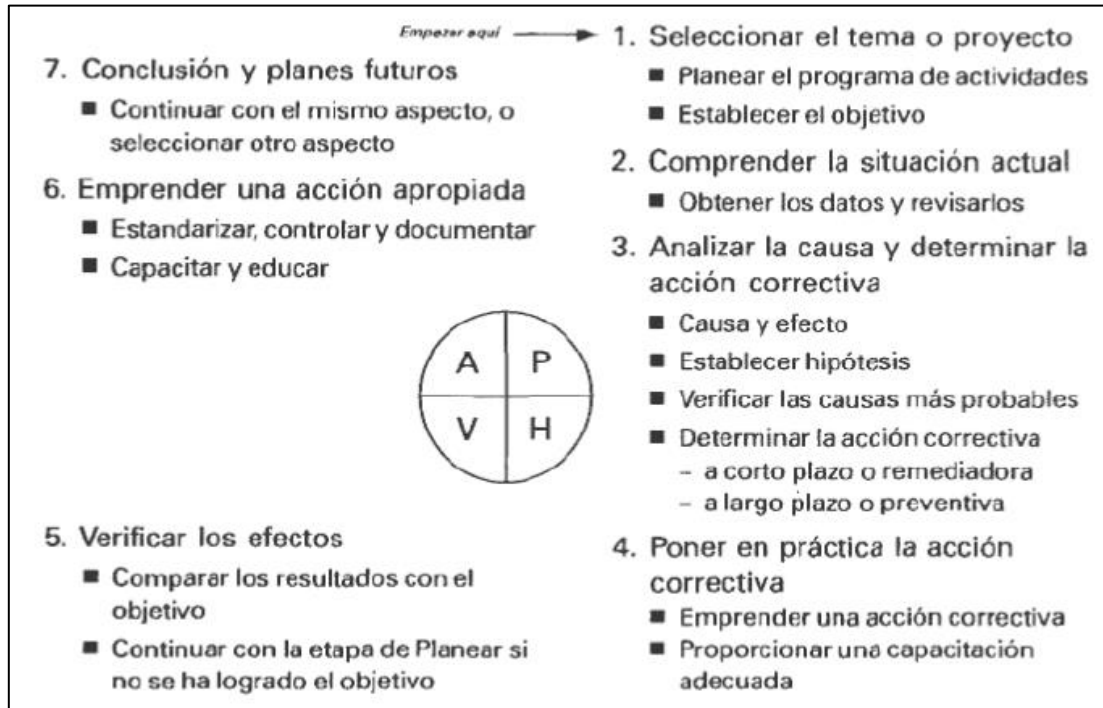 Empezar aquí
1. Seleccionar el tema o proyecto
■ Planear el programa de actividades
■ Establecer el objetivo
2. Comprender la situación actual
■ Obtener los datos y revisarlos
3. Analizar la causa y determinar la
acción correctiva
■ Causa y efecto
■ Establecer hipótesis
■ Verificar las causas más probables
■ Determinar la acción correctiva
– a corto plazo o remediadora
– a largo plazo o preventiva
4. Poner en práctica la acción
correctiva
■ Emprender una acción correctiva
■ Proporcionar una capacitación
adecuada
5. Verificar los efectos
■ Comparar los resultados con el
objetivo
■ Continuar con la etapa de Planear si
no se ha logrado el objetivo
6. Emprender una acción apropiada
■ Estandarizar, controlar y documentar
■ Capacitar y educar
7. Conclusión y planes futuros
■ Continuar con el mismo aspecto, o
seleccionar otro aspecto
A P
V H